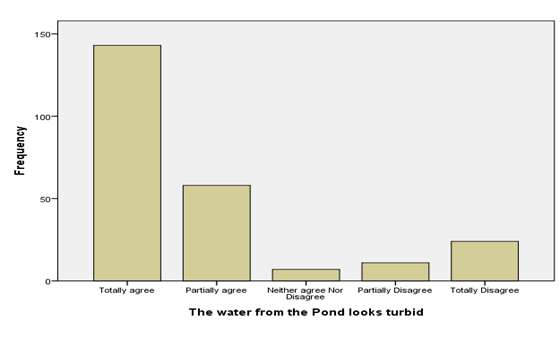 150
100
50
0
Frequency
Totally agree
Partially agree
Neither agree Nor
Disagree
Partially Disagree
Totally Disagree
The water from the Pond looks turbid